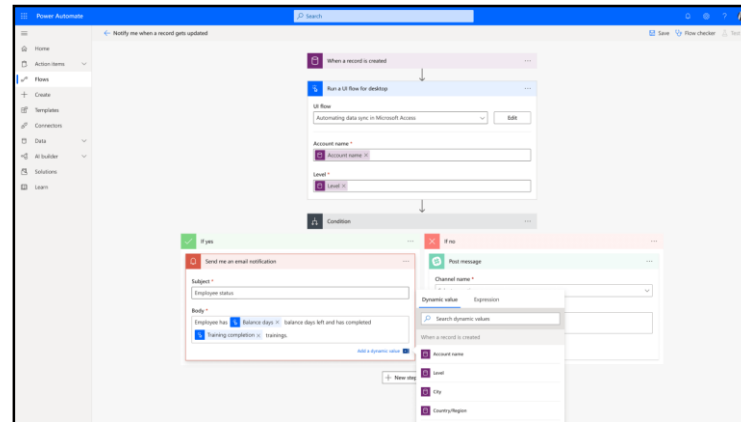 Power Automate
Search
Notify me when a record gets updated
Save
Flow checker
Home
Action items
Flows
Create
Templates
Connectors
Data
AI builder
Solutions
Learn
When a record is created
Run a UI flow for desktop
UI flow
Automating data sync in Microsoft Access
Edit
Account name *
Account name ×
Level *
Level ×
Condition
If yes
If no
Send me an email notification
Post message
Subject *
Employee status
Channel name *
Body *
Employee has Balance days × balance days left and has completed
Training completion × trainings.
Add a dynamic value
New step
Dynamic value
Expression
Search dynamic values
When a record is created
Account name
Level
City
Country/Region